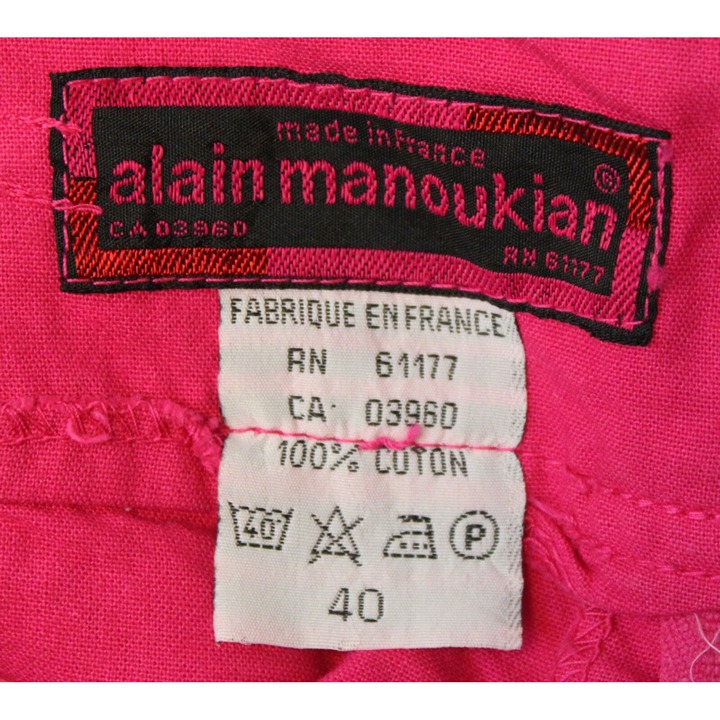 made in france
alain manoukian®
CA 03960
RN 61177
FABRIQUE EN FRANCE
RN 61177
CA 03960
100% COTON
40 P
40